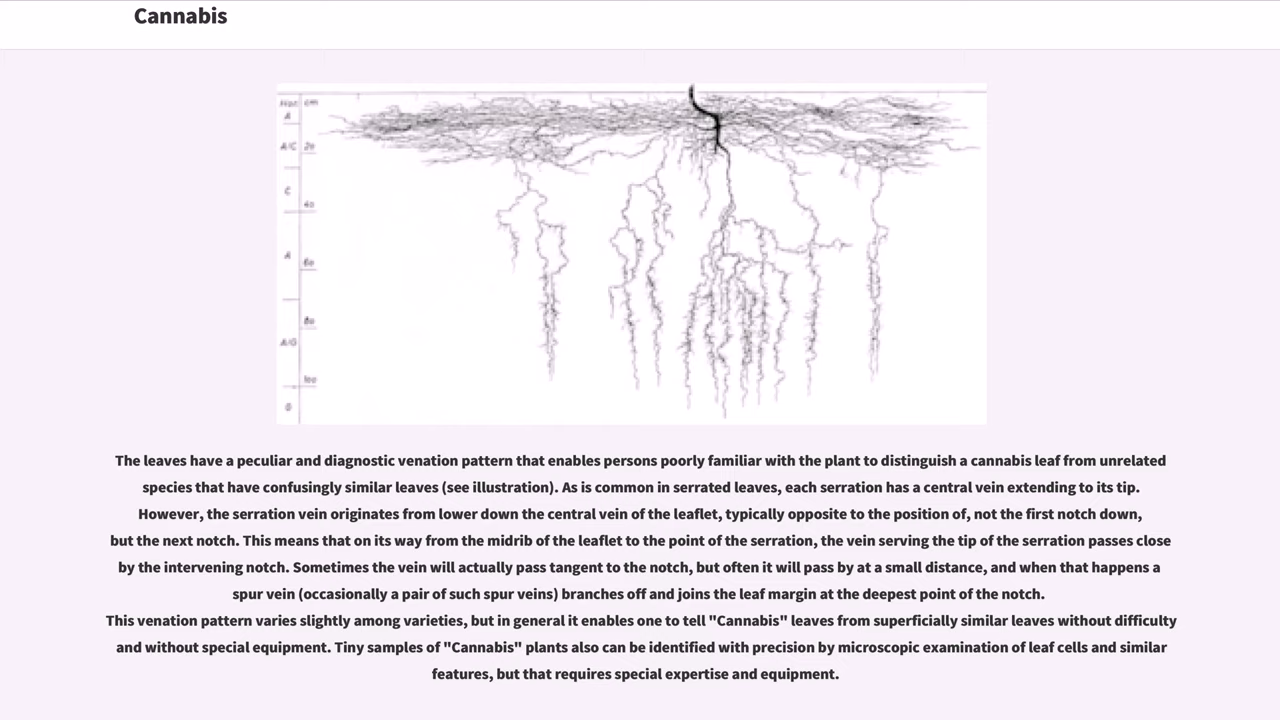 Cannabis
cm
A
A/C 20
C
40
A
60
80
A/G
100
G
The leaves have a peculiar and diagnostic venation pattern that enables persons poorly familiar with the plant to distinguish a cannabis leaf from unrelated
species that have confusingly similar leaves (see illustration). As is common in serrated leaves, each serration has a central vein extending to its tip.
However, the serration vein originates from lower down the central vein of the leaflet, typically opposite to the position of, not the first notch down,
but the next notch. This means that on its way from the midrib of the leaflet to the point of the serration, the vein serving the tip of the serration passes close
by the intervening notch. Sometimes the vein will actually pass tangent to the notch, but often it will pass by at a small distance, and when that happens a
spur vein (occasionally a pair of such spur veins) branches off and joins the leaf margin at the deepest point of the notch.
This venation pattern varies slightly among varieties, but in general it enables one to tell "Cannabis" leaves from superficially similar leaves without difficulty
and without special equipment. Tiny samples of "Cannabis" plants also can be identified with precision by microscopic examination of leaf cells and similar
features, but that requires special expertise and equipment.